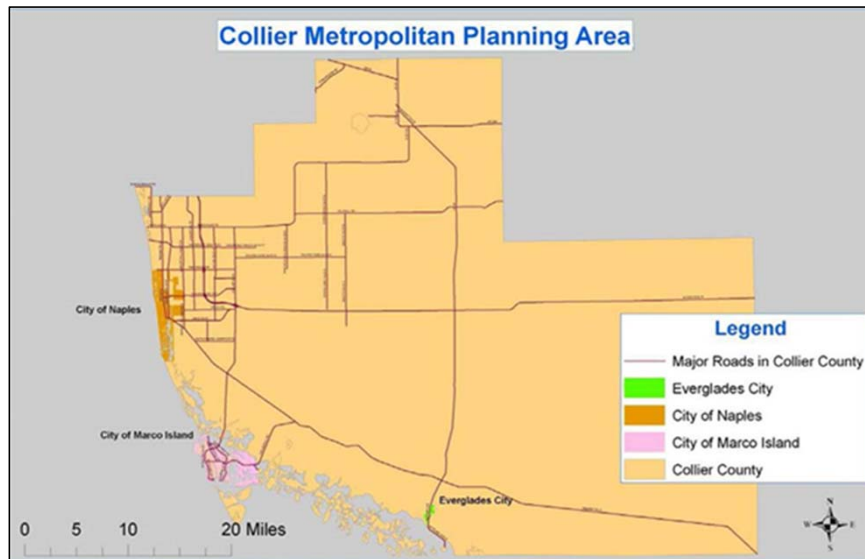 Collier Metropolitan Planning Area
City of Naples
City of Marco Island
Everglades City
Legend
Major Roads in Collier County
Everglades City
City of Naples
City of Marco Island
Collier County
0 5 10 20 Miles
N
W E
S